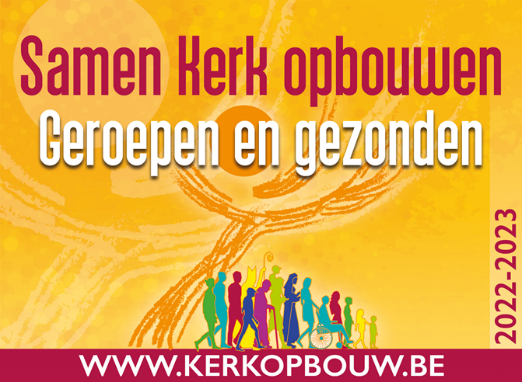 Samen Kerk opbouwen
Geroepen en gezonden
2022-2023
WWW.KERKOPBOUW.BE